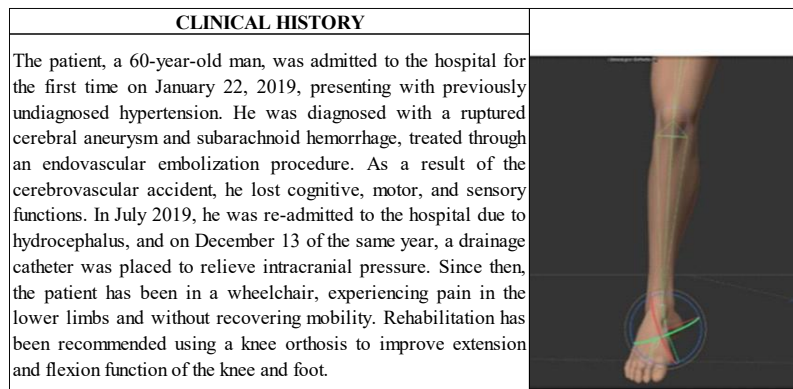 CLINICAL HISTORY
The patient, a 60-year-old man, was admitted to the hospital for
the first time on January 22, 2019, presenting with previously
undiagnosed hypertension. He was diagnosed with a ruptured
cerebral aneurysm and subarachnoid hemorrhage, treated through
an endovascular embolization procedure. As a result of the
cerebrovascular accident, he lost cognitive, motor, and sensory
functions. In July 2019, he was re-admitted to the hospital due to
hydrocephalus, and on December 13 of the same year, a drainage
catheter was placed to relieve intracranial pressure. Since then,
the patient has been in a wheelchair, experiencing pain in the
lower limbs and without recovering mobility. Rehabilitation has
been recommended using a knee orthosis to improve extension
and flexion function of the knee and foot.